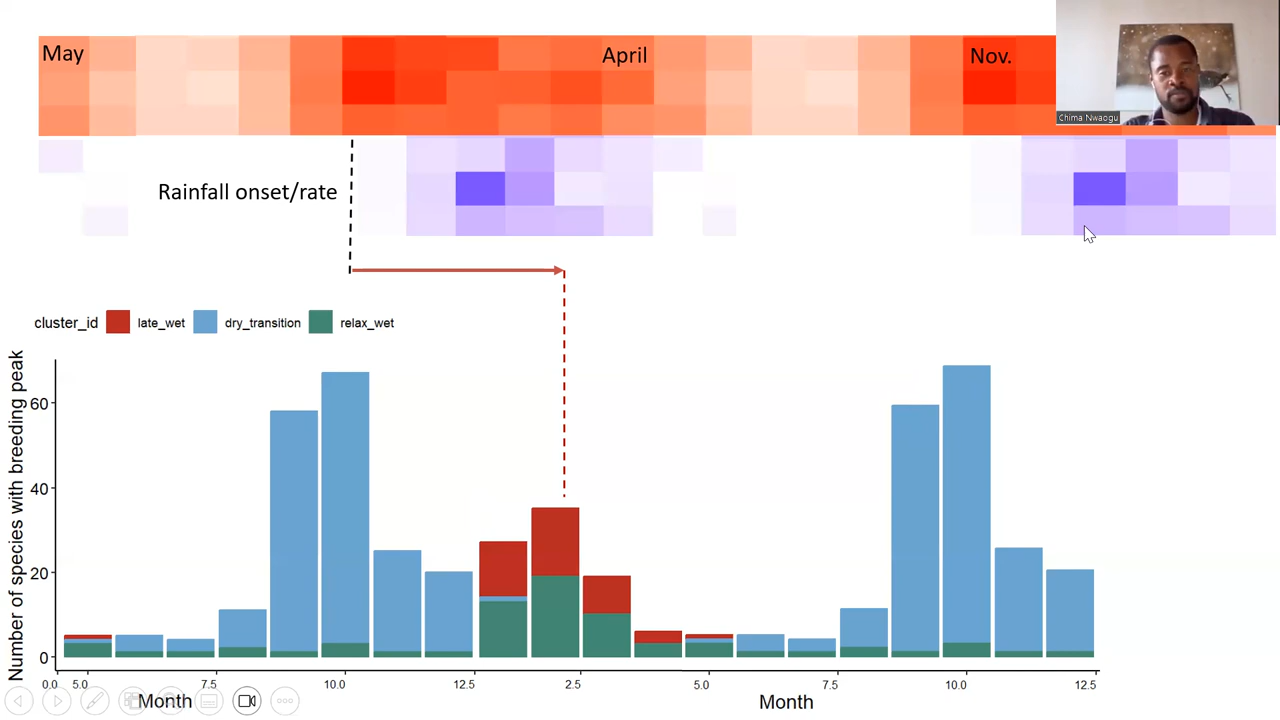 May
April
Nov.
Chima Nwaogu
Rainfall onset/rate
cluster_id late_wet dry_transition relax_wet
Number of species with breeding peak
60
40
20
0
0.0 5.0 7.5 10.0 12.5 2.5 5.0 7.5 10.0 12.5
Month Month